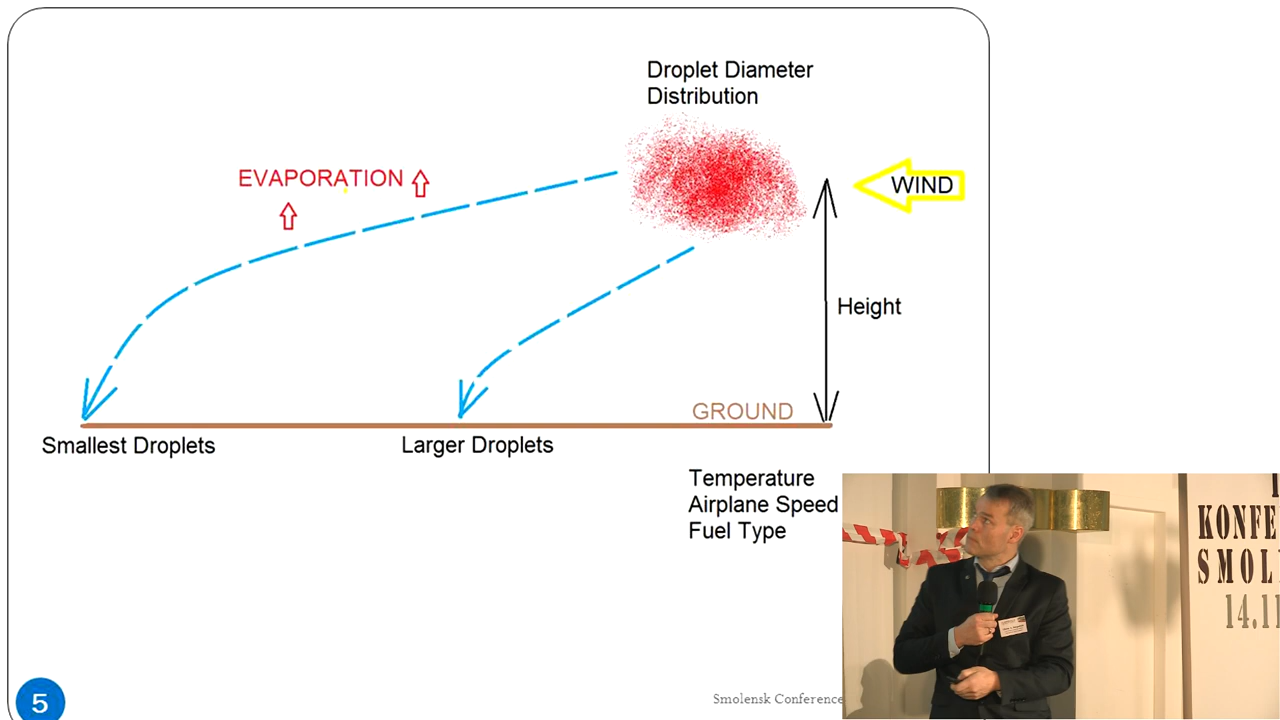 Droplet Diameter
Distribution
EVAPORATION
WIND
Height
GROUND
Smallest Droplets
Larger Droplets
Temperature
Airplane Speed
Fuel Type
KONFE
SMOL
14.11
5
Smolensk Conference